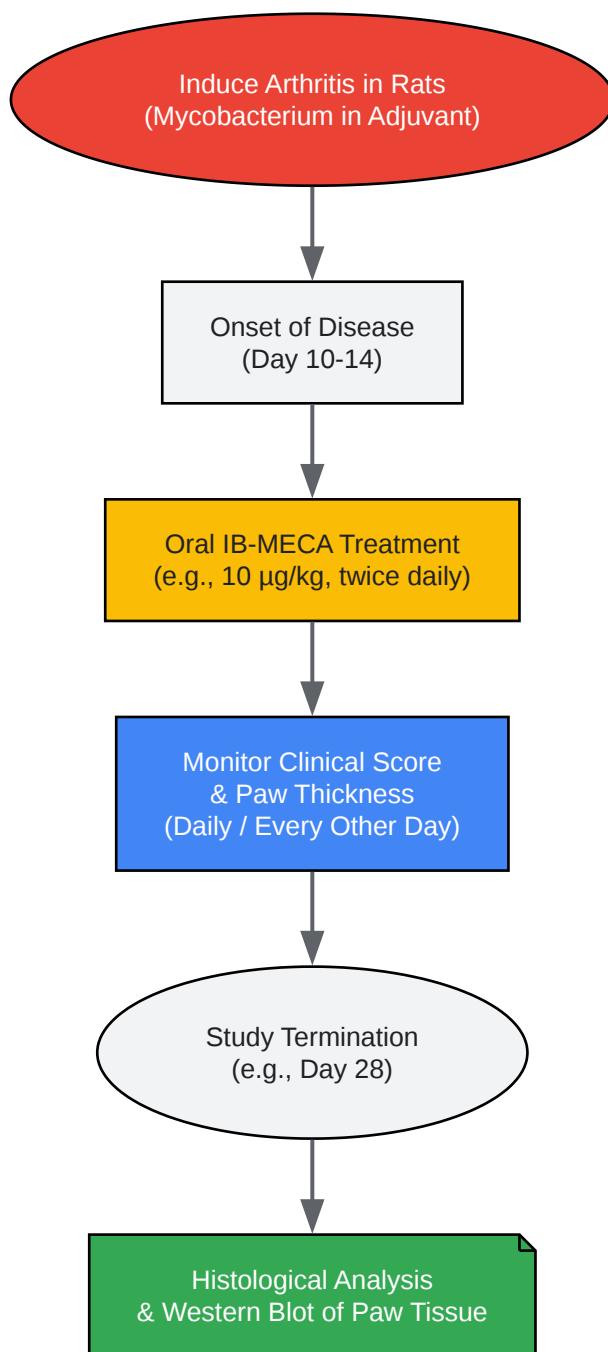 Induce Arthritis in Rats
(Mycobacterium in Adjuvant)
Onset of Disease
(Day 10-14)
Oral IB-MECA Treatment
(e.g., 10 µg/kg, twice daily)
Monitor Clinical Score
& Paw Thickness
(Daily / Every Other Day)
Study Termination
(e.g., Day 28)
Histological Analysis
& Western Blot of Paw Tissue